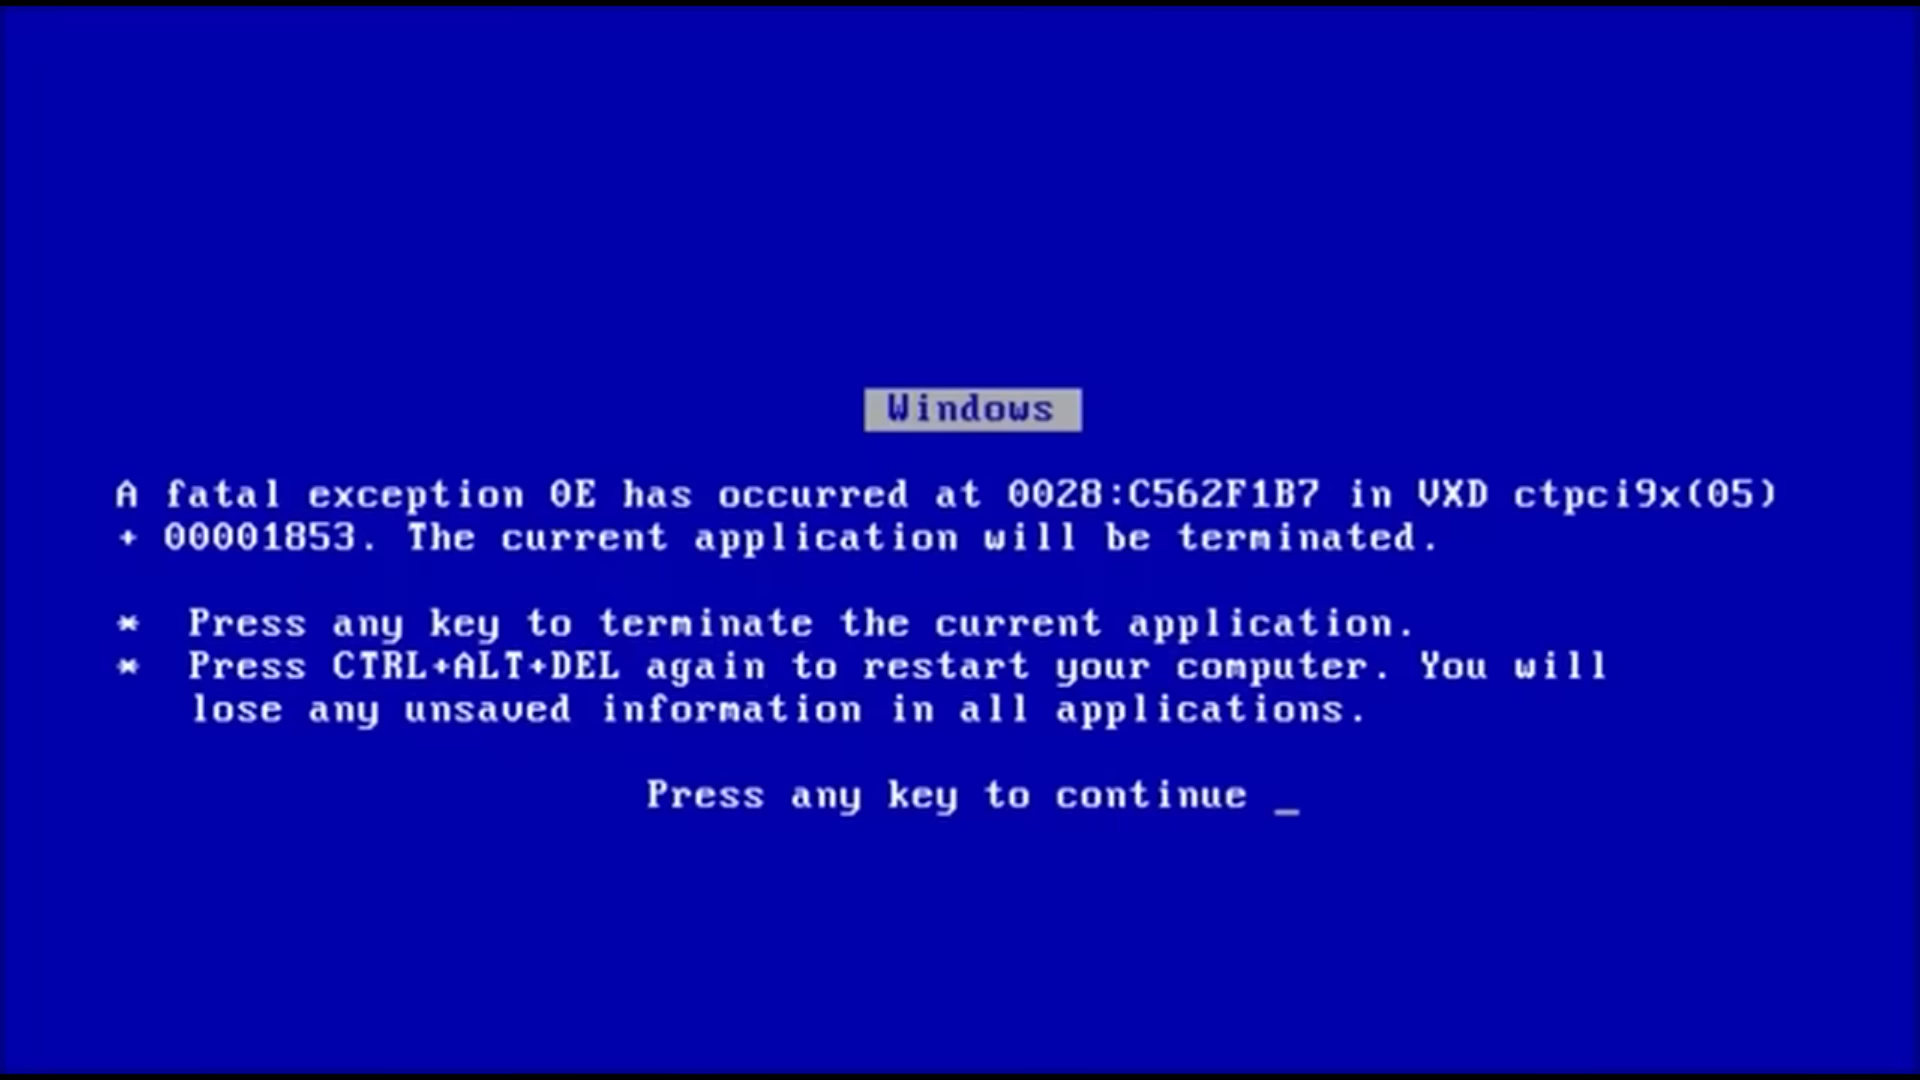 Windows
A fatal exception 0E has occurred at 0028:C562F1B7 in VXD ctpci9x(05)
+ 00001853. The current application will be terminated.
* Press any key to terminate the current application.
* Press CTRL+ALT+DEL again to restart your computer. You will
lose any unsaved information in all applications.
Press any key to continue _